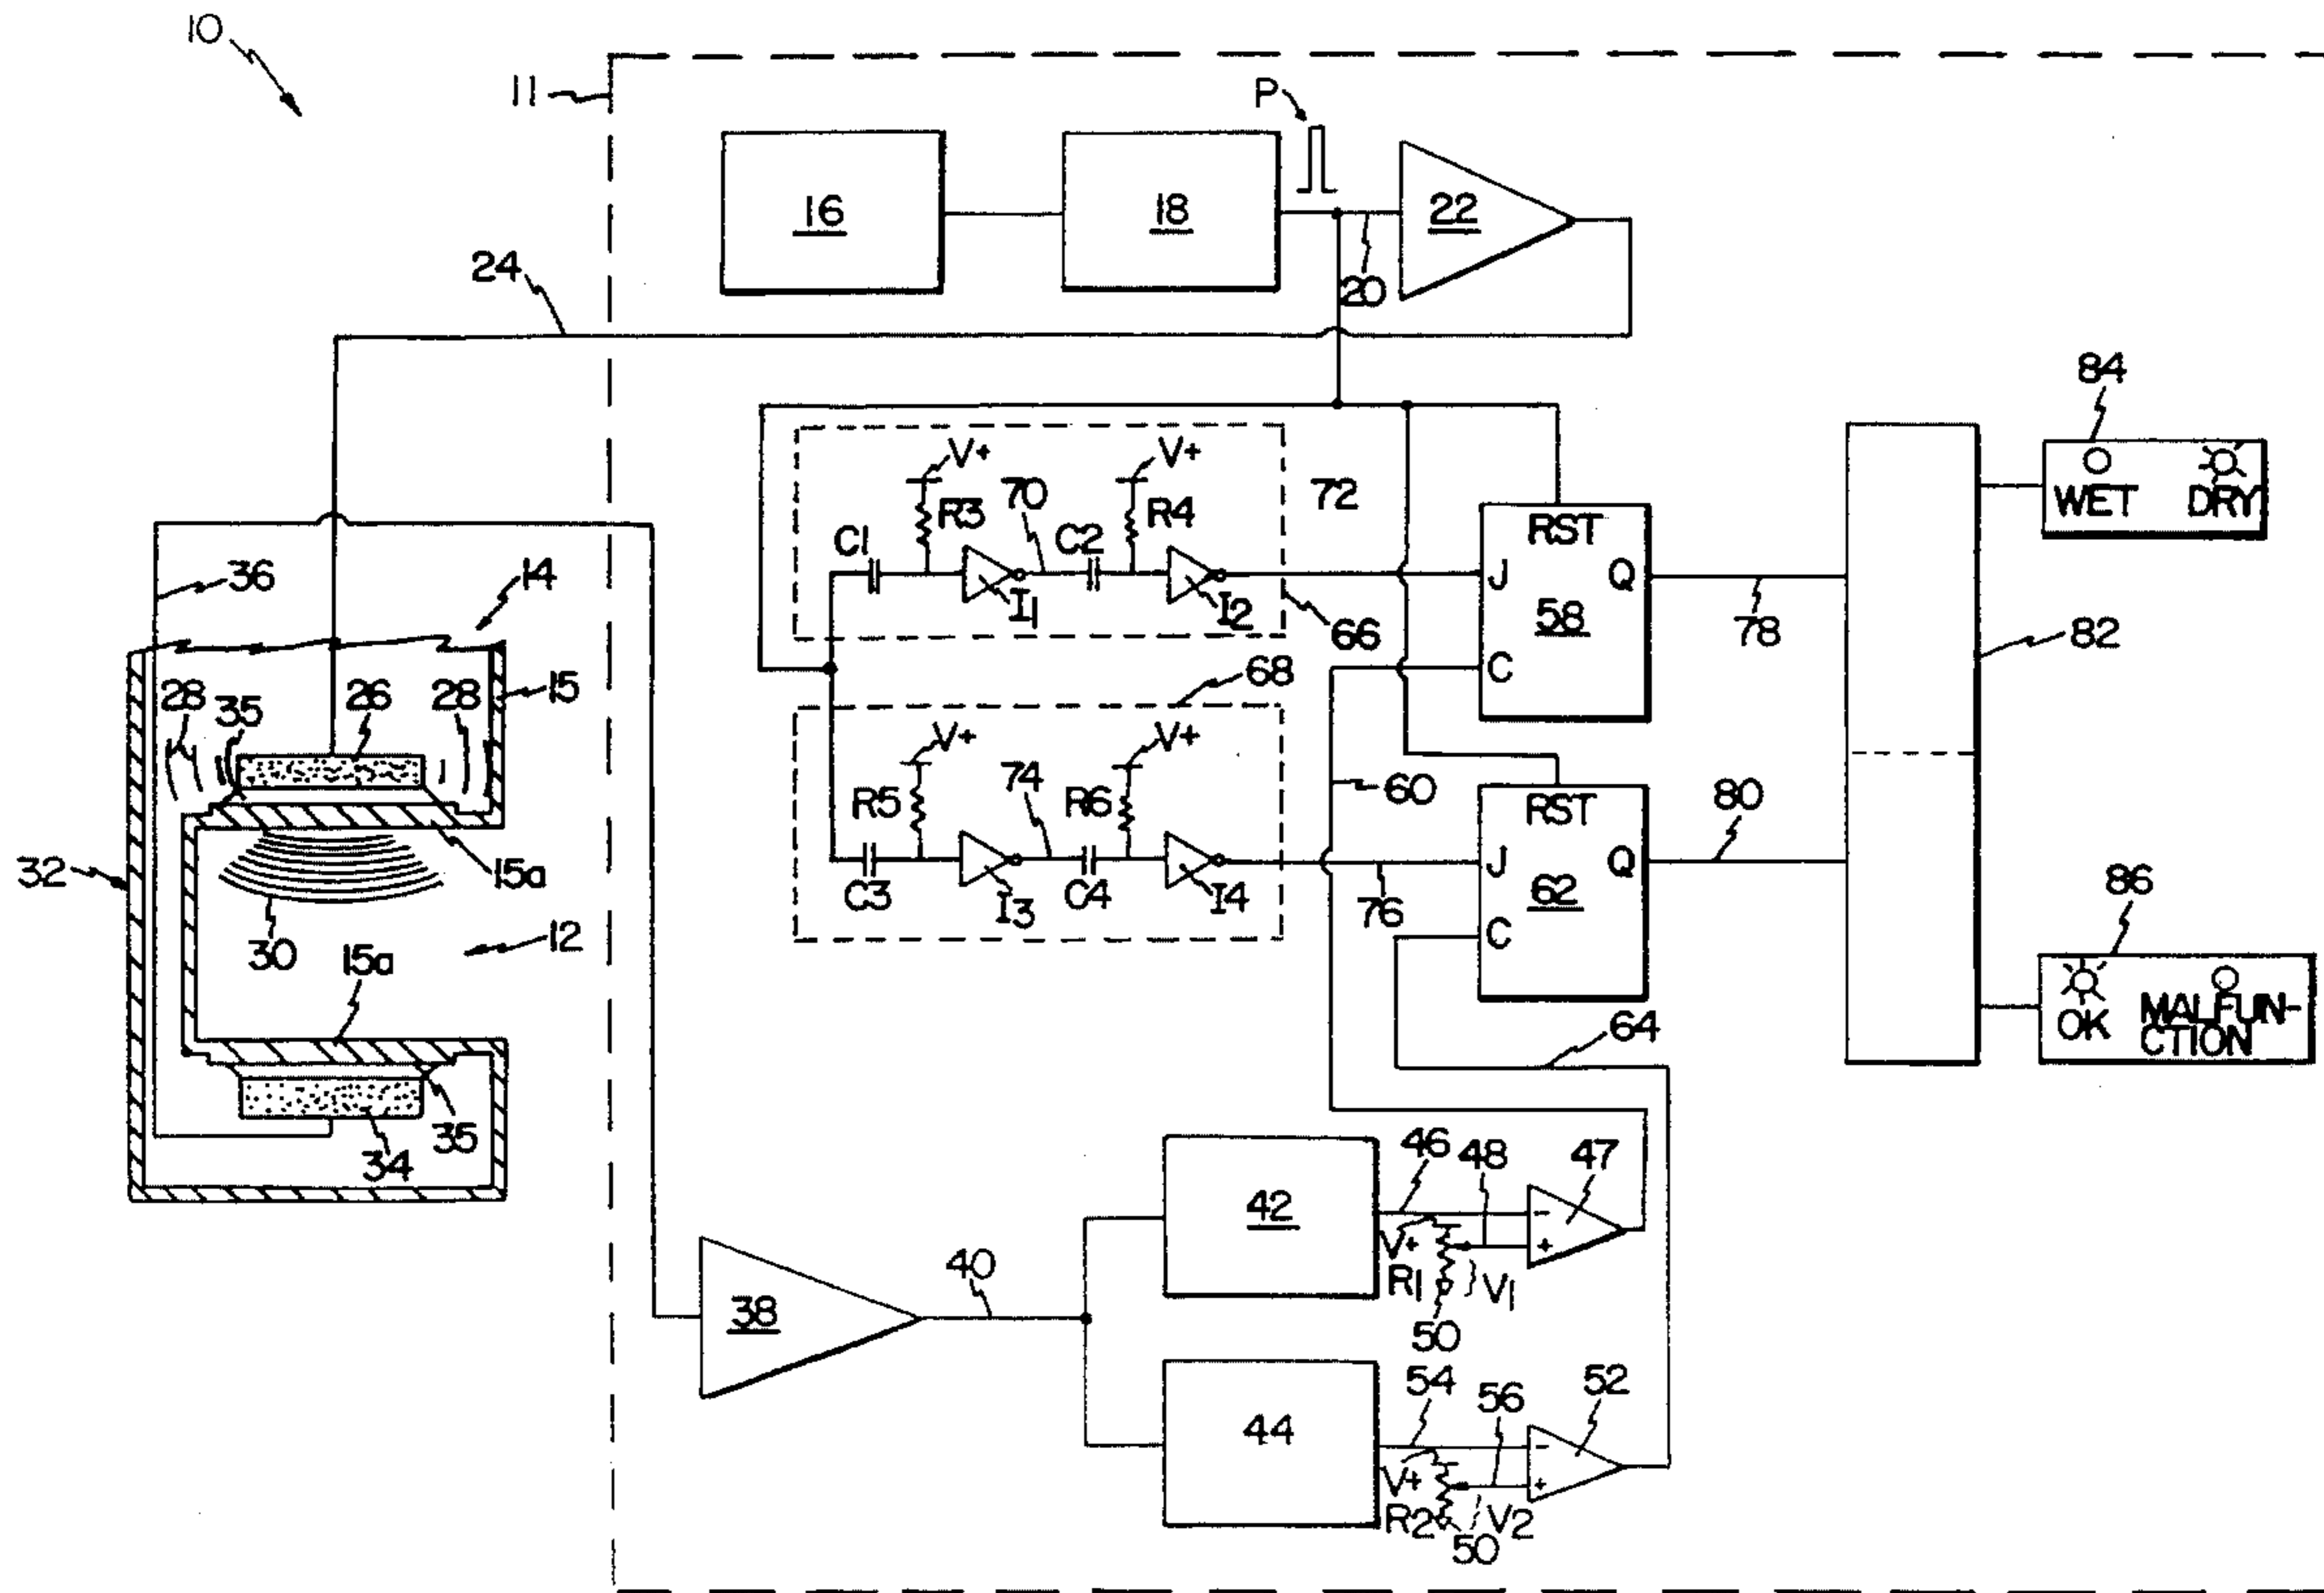 10
11
P
16
18
22
20
24
84
V+
V+
R3
70
R4
72
C1
C2
I1
I2
66
RST
J
Q
58
C
78
WET
DRY
82
36
14
28
35
26
28
15
68
V+
V+
R5
74
R6
C3
I3
C4
I4
76
60
RST
J
Q
62
C
80
32
15a
30
12
15a
86
OK
MALFUN-
CTION
64
35
34
42
46
48
47
-
+
V+
R1
V1
50
40
38
44
54
56
52
-
+
V+
R2
V2
50